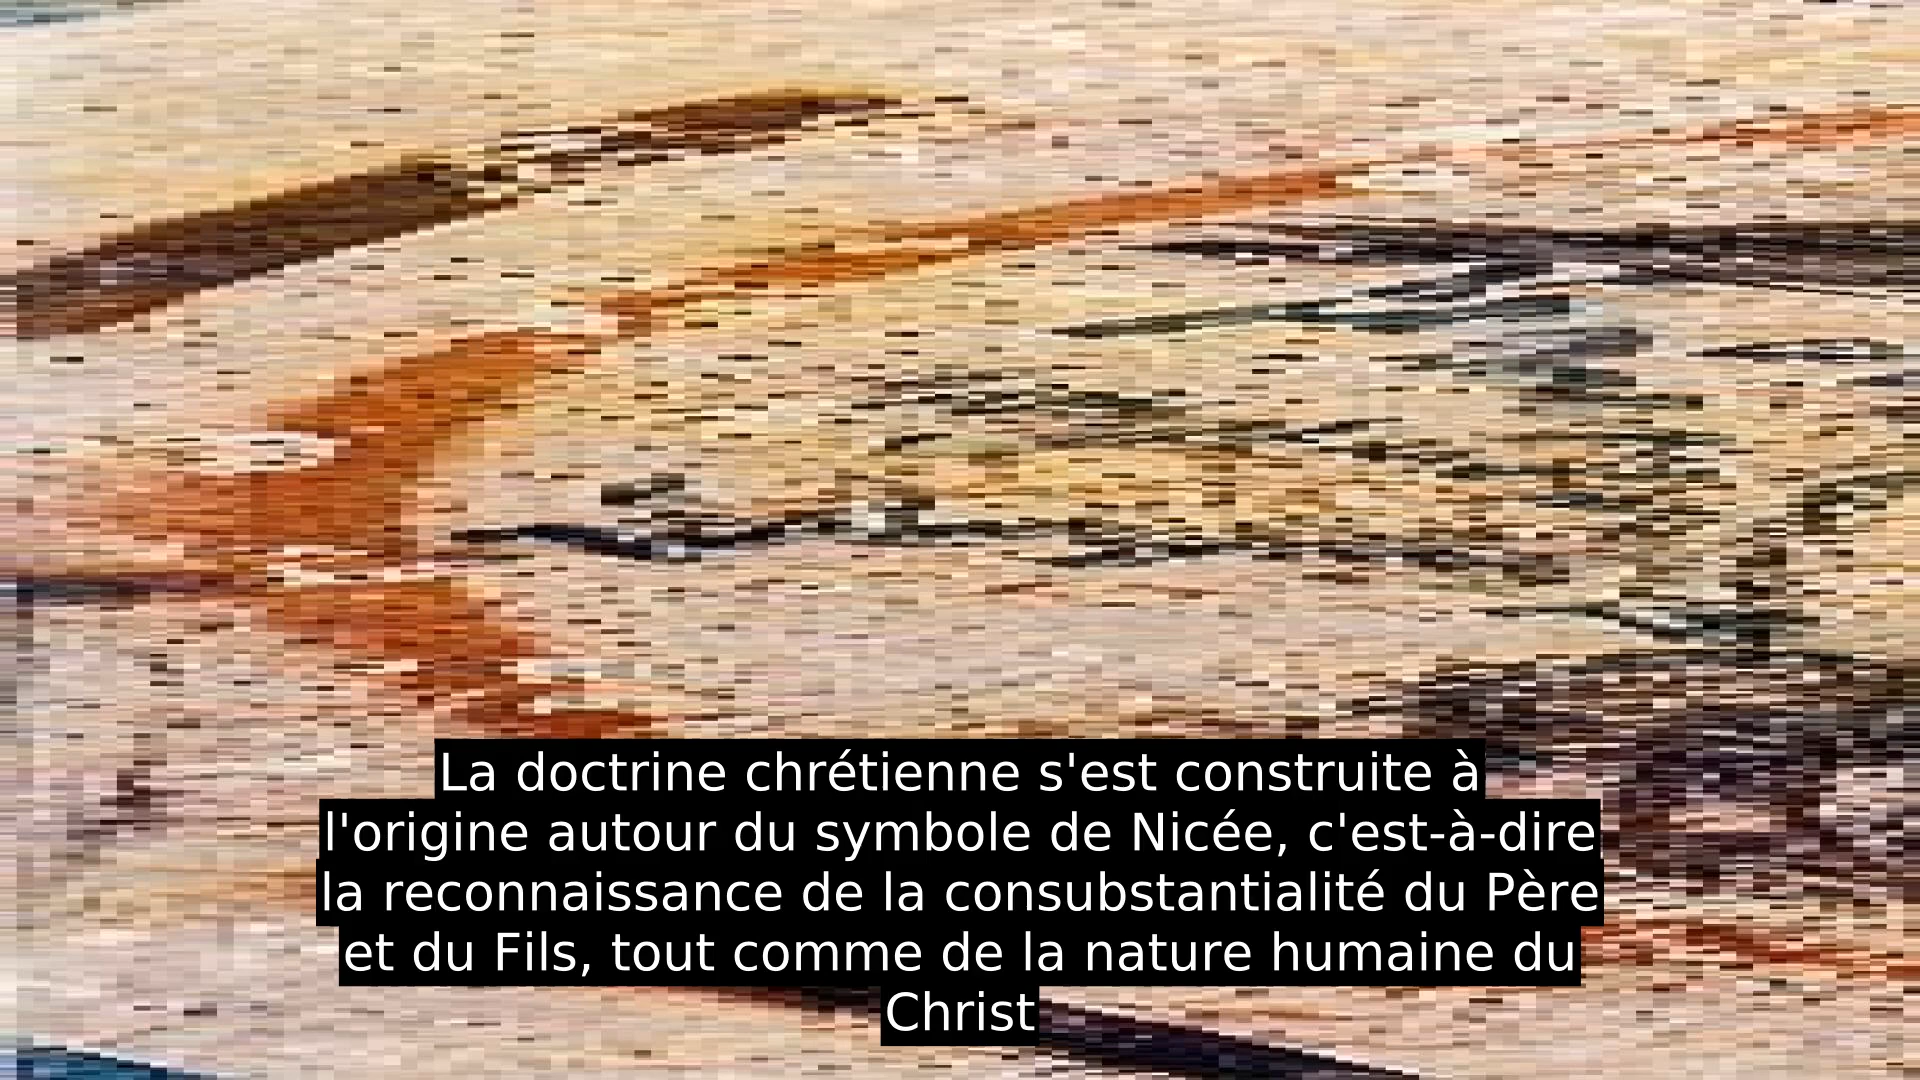 La doctrine chrétienne s'est construite à
l'origine autour du symbole de Nicée, c'est-à-dire
la reconnaissance de la consubstantialité du Père
et du Fils, tout comme de la nature humaine du
Christ